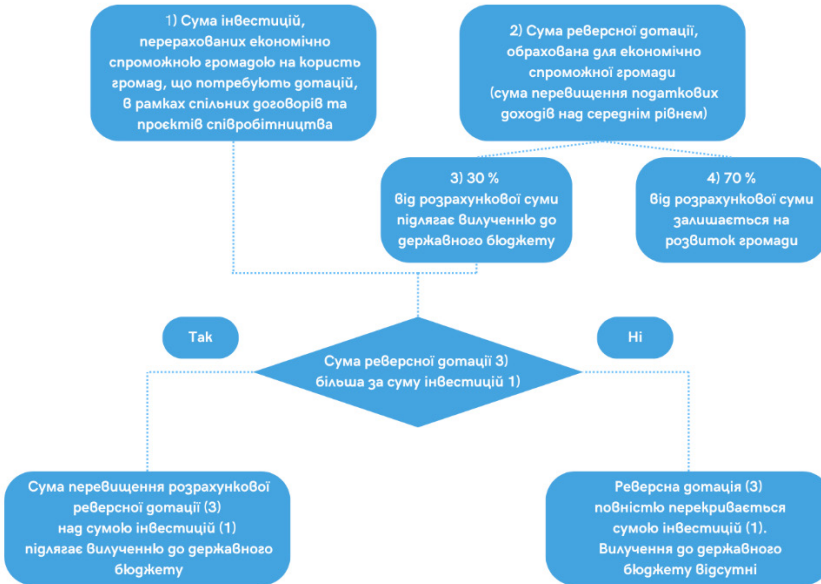 1) Сума інвестицій,
перерахованих економічно
спроможною громадою на користь
громад, що потребують дотацій,
в рамках спільних договорів та
проєктів співробітництва
2) Сума реверсної дотації,
обрахована для економічно
спроможної громади
(сума перевищення податкових
доходів над середнім рівнем)
3) 30 %
від розрахункової суми
підлягає вилученню до
державного бюджету
4) 70 %
від розрахункової суми
залишається на
розвиток громади
Так
Ні
Сума реверсної дотації 3)
більша за суму інвестицій 1)
Сума перевищення розрахункової
реверсної дотації (3)
над сумою інвестицій (1)
підлягає вилученню до державного
бюджету
Реверсна дотація (3)
повністю перекривається
сумою інвестицій (1).
Вилучення до державного
бюджету відсутні